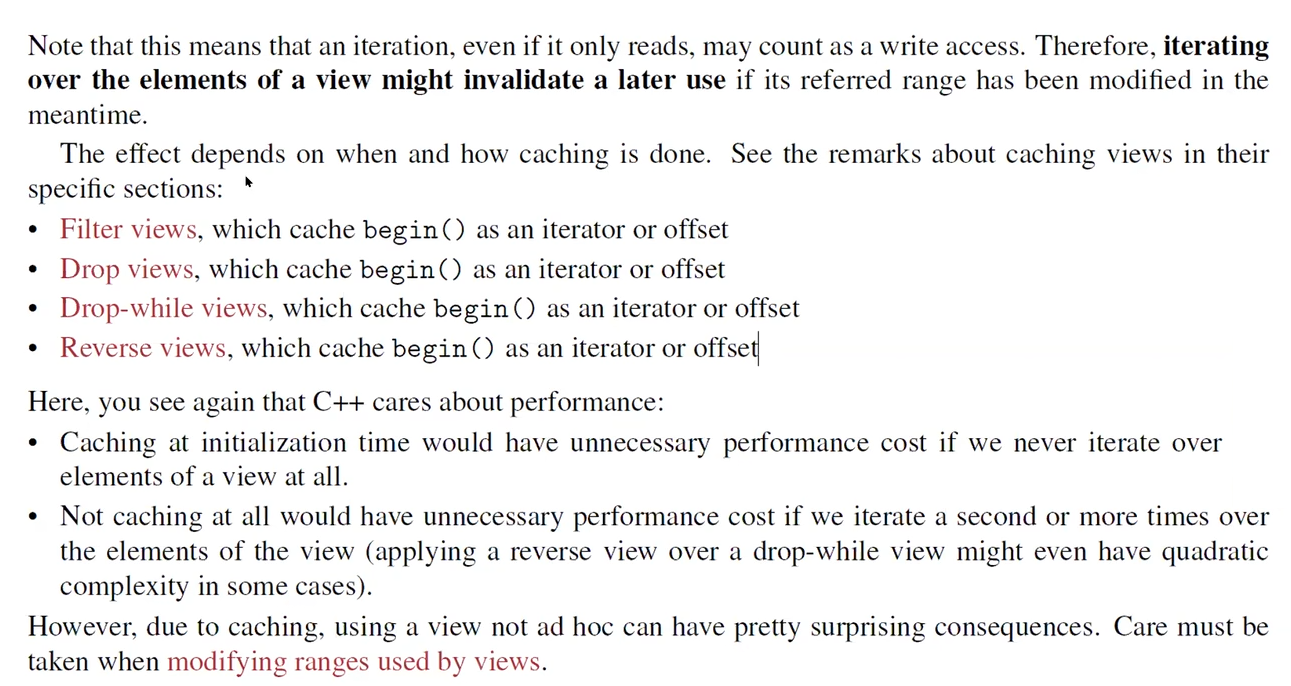 Note that this means that an iteration, even if it only reads, may count as a write access. Therefore, iterating
over the elements of a view might invalidate a later use if its referred range has been modified in the
meantime.
The effect depends on when and how caching is done. See the remarks about caching views in their
specific sections:
• Filter views, which cache begin() as an iterator or offset
• Drop views, which cache begin() as an iterator or offset
• Drop-while views, which cache begin() as an iterator or offset
• Reverse views, which cache begin() as an iterator or offset
Here, you see again that C++ cares about performance:
• Caching at initialization time would have unnecessary performance cost if we never iterate over
elements of a view at all.
• Not caching at all would have unnecessary performance cost if we iterate a second or more times over
the elements of the view (applying a reverse view over a drop-while view might even have quadratic
complexity in some cases).
However, due to caching, using a view not ad hoc can have pretty surprising consequences. Care must be
taken when modifying ranges used by views.